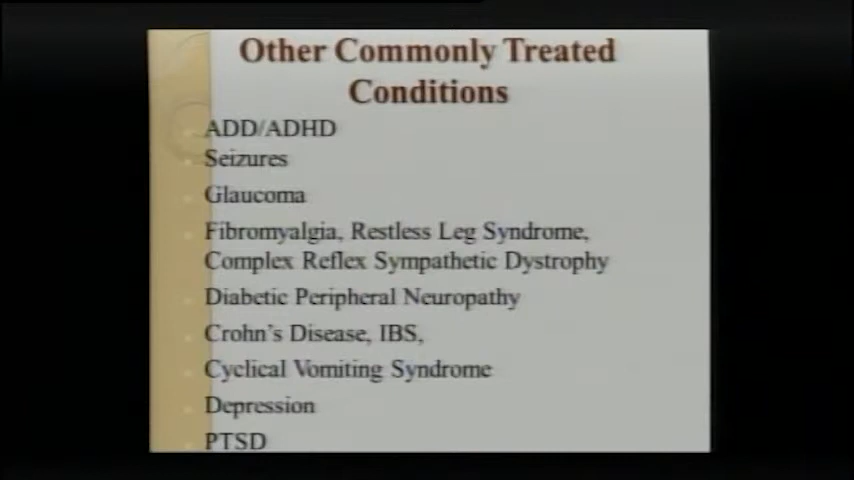 Other Commonly Treated
Conditions
ADD/ADHD
Seizures
Glaucoma
Fibromyalgia, Restless Leg Syndrome,
Complex Reflex Sympathetic Dystrophy
Diabetic Peripheral Neuropathy
Crohn's Disease, IBS,
Cyclical Vomiting Syndrome
Depression
PTSD